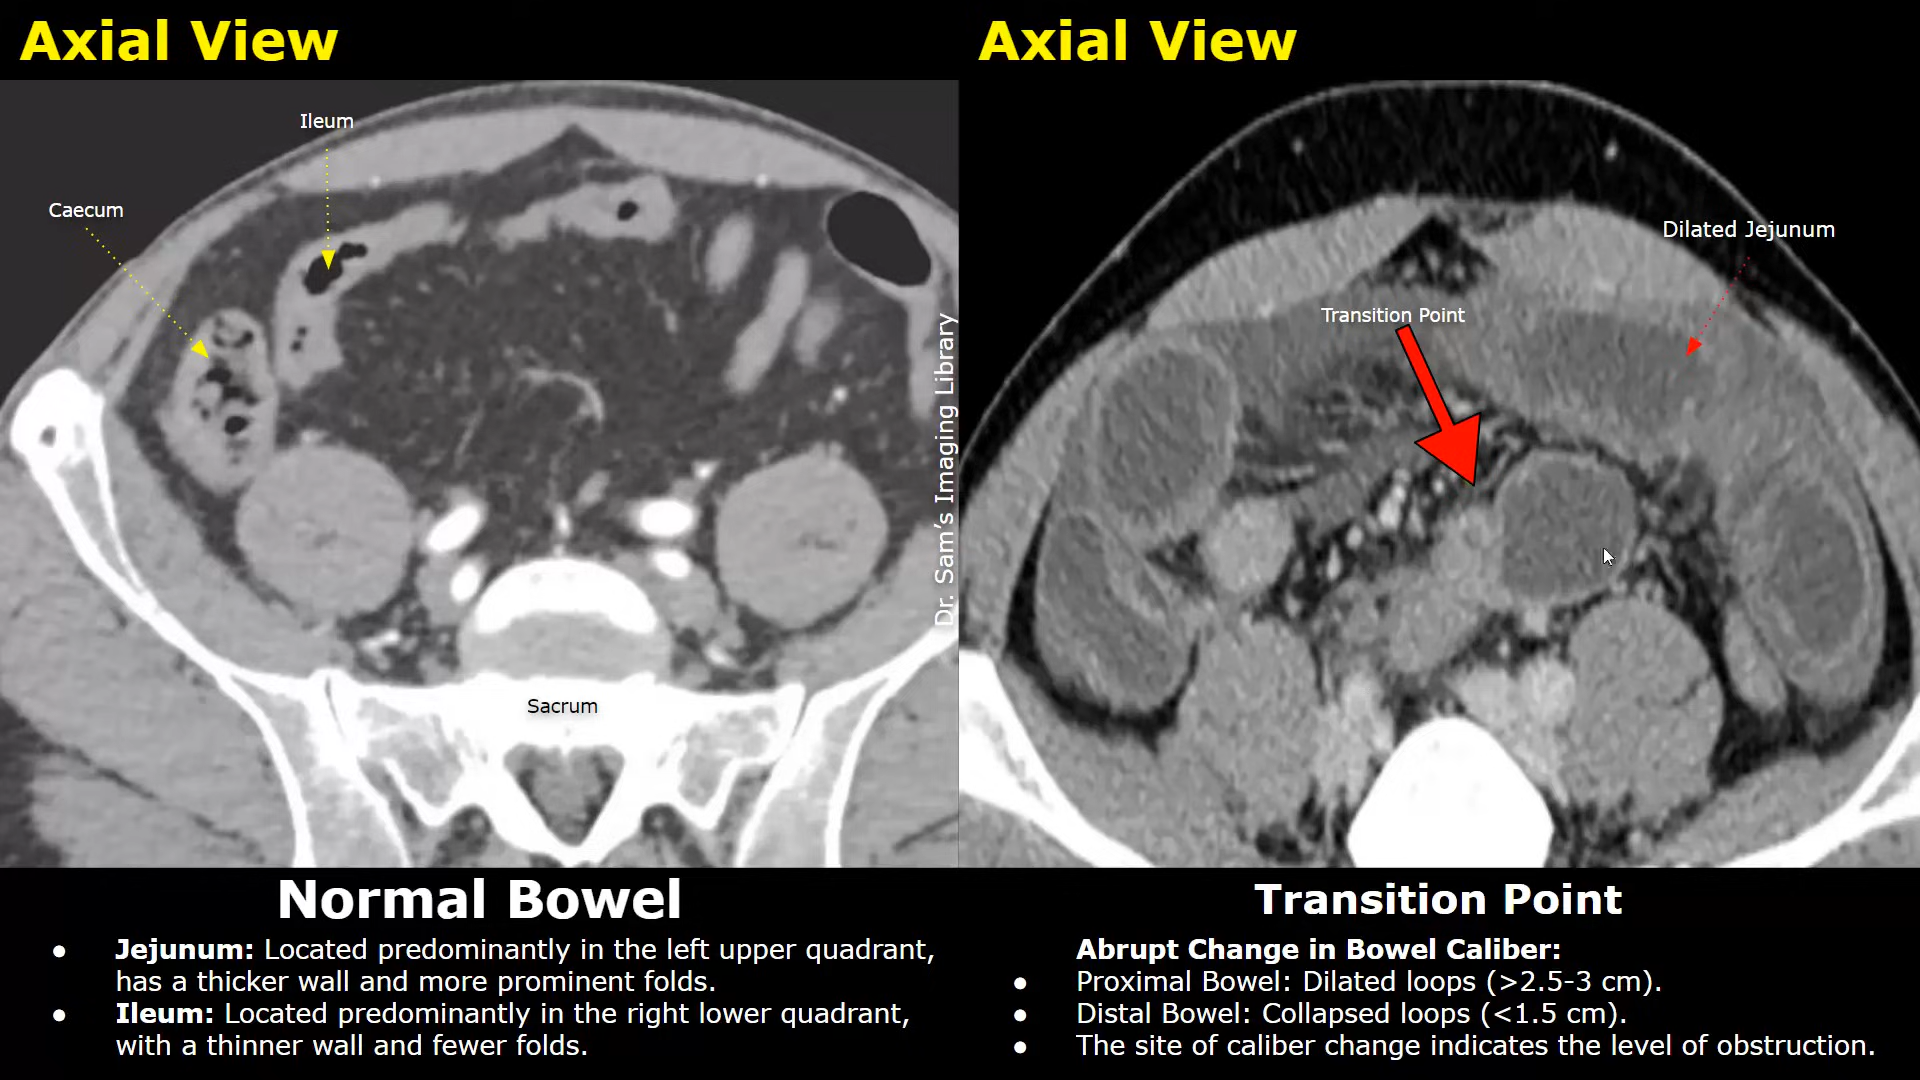 Axial View
Ileum
Caecum
Sacrum
Dr. Sam's Imaging Library
Normal Bowel
● Jejunum: Located predominantly in the left upper quadrant,
has a thicker wall and more prominent folds.
● Ileum: Located predominantly in the right lower quadrant,
with a thinner wall and fewer folds.
Axial View
Dilated Jejunum
Transition Point
Transition Point
Abrupt Change in Bowel Caliber:
● Proximal Bowel: Dilated loops (>2.5-3 cm).
● Distal Bowel: Collapsed loops (<1.5 cm).
● The site of caliber change indicates the level of obstruction.